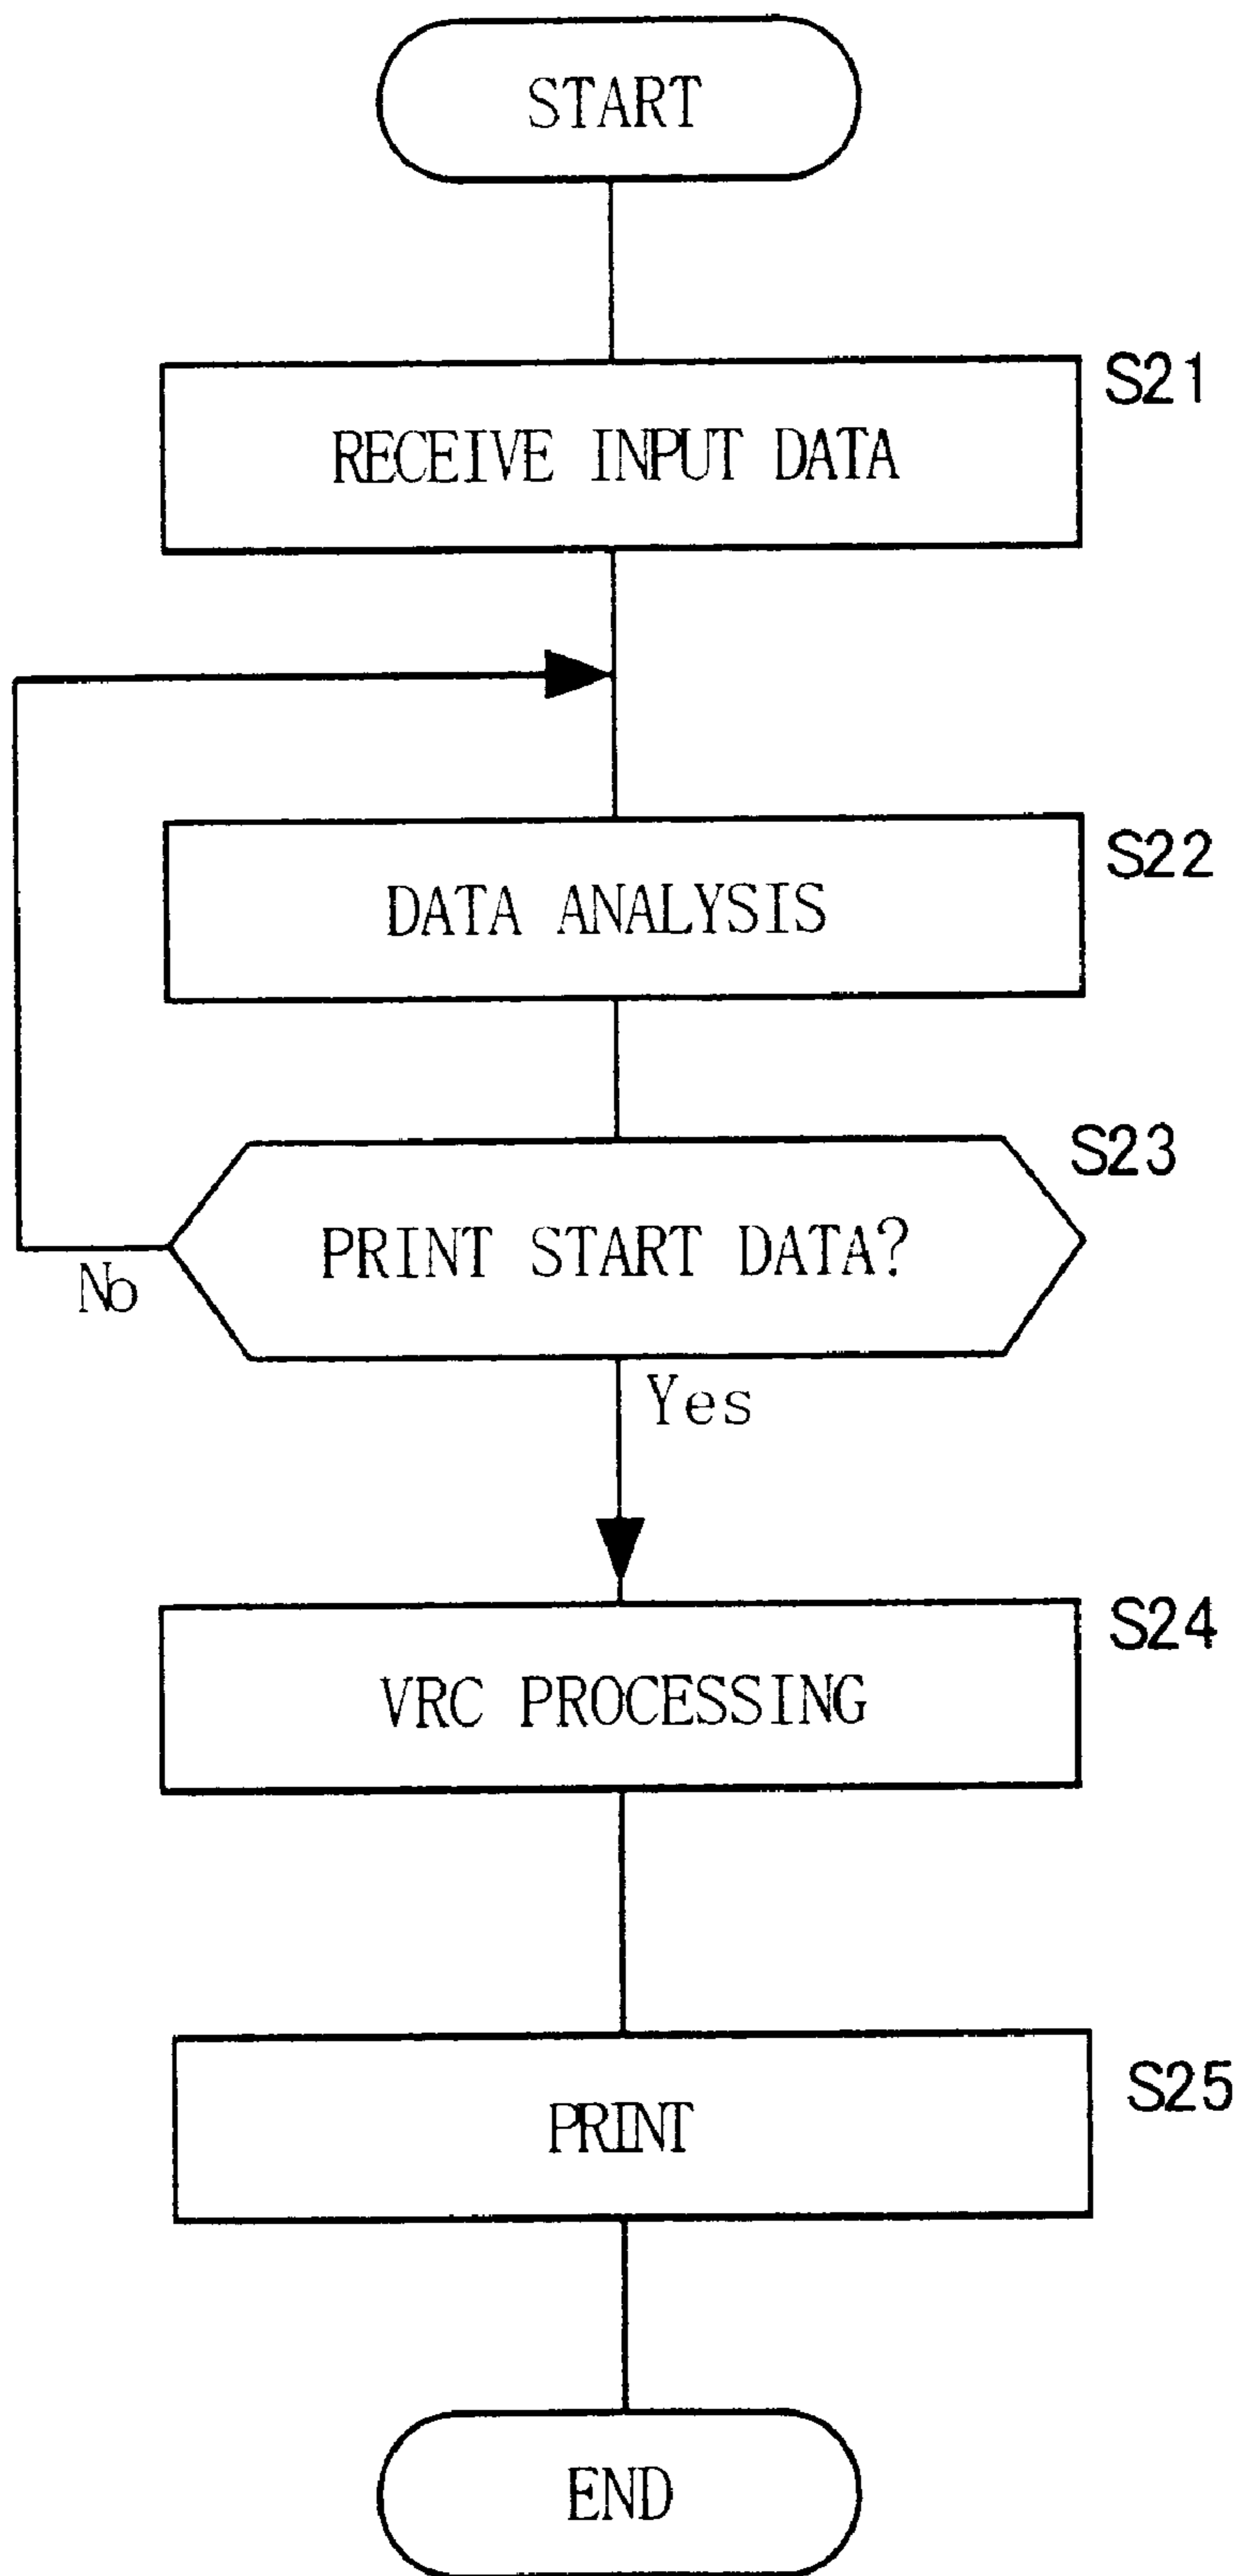 START
S21
RECEIVE INPUT DATA
S22
DATA ANALYSIS
S23
PRINT START DATA?
No
Yes
S24
VRC PROCESSING
S25
PRINT
END